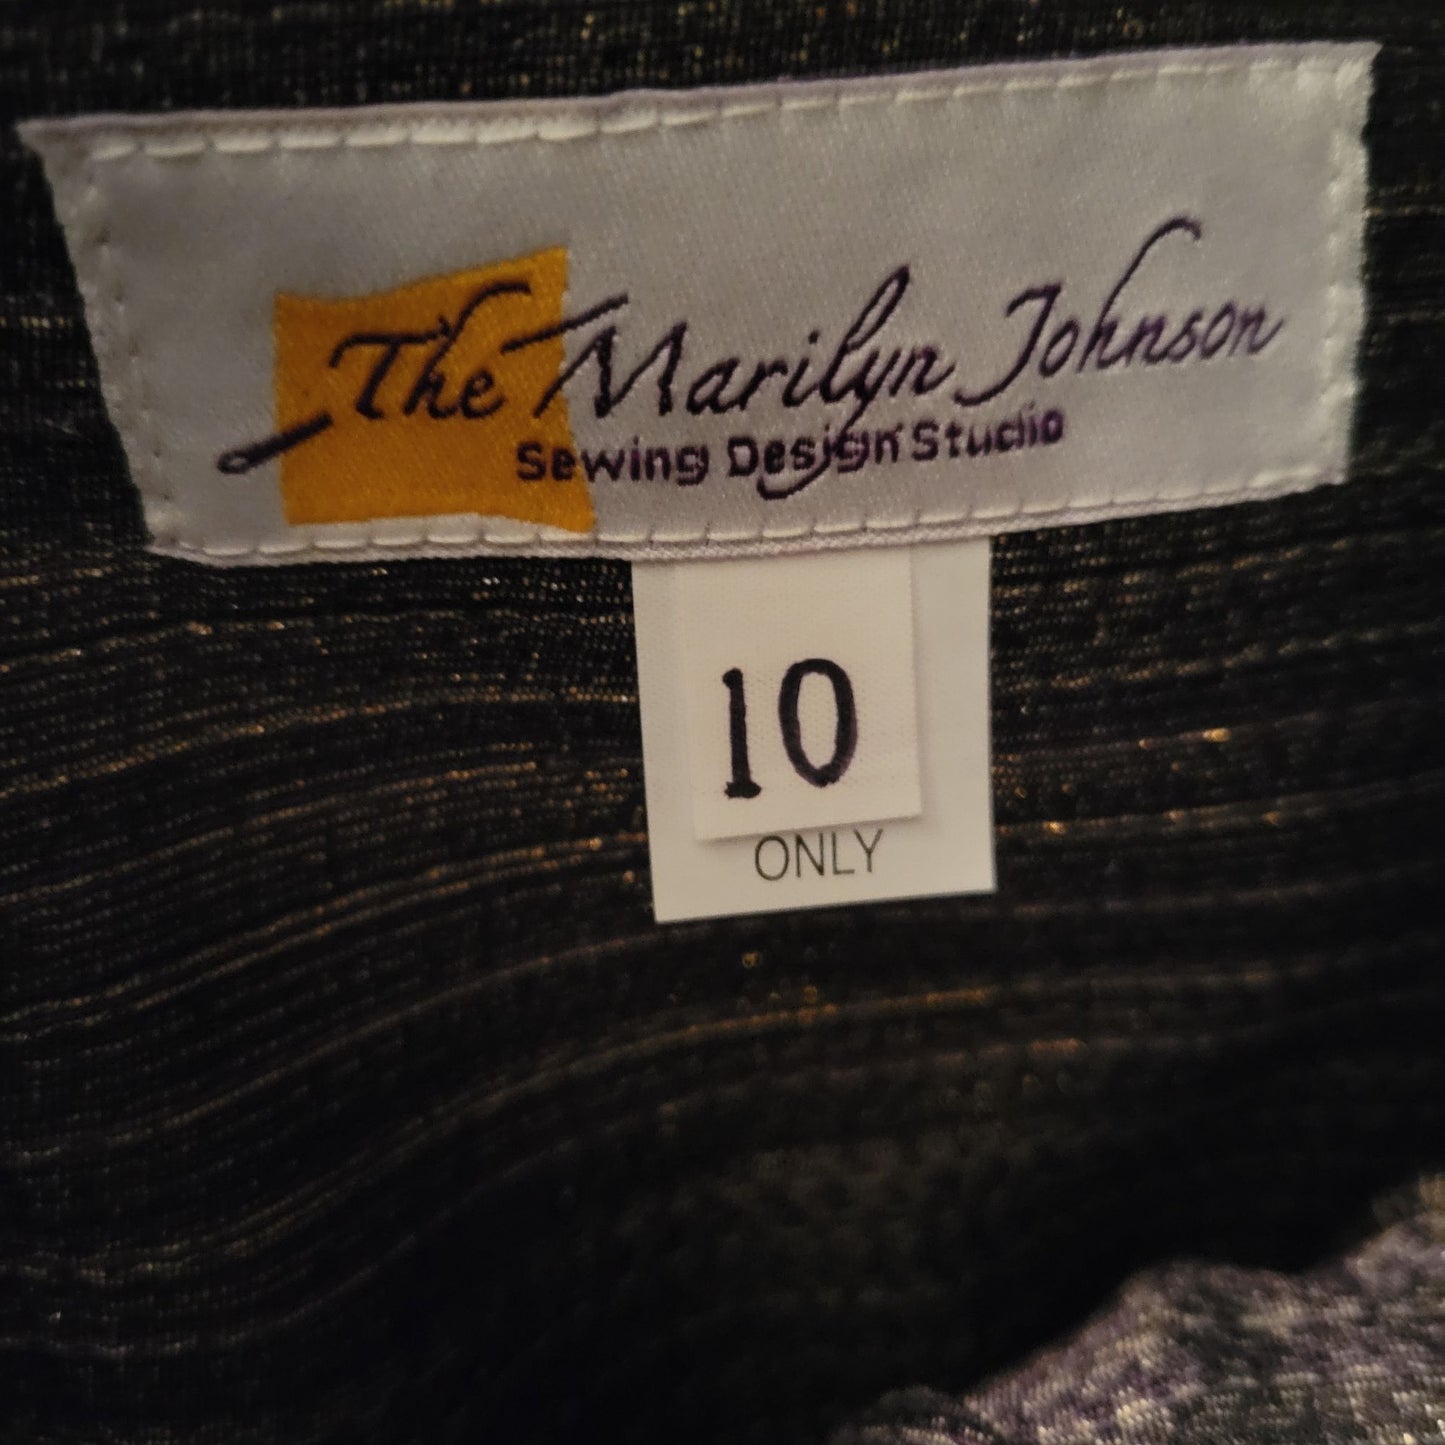 The Marilyn Johnson
Sewing Design Studio
10
ONLY